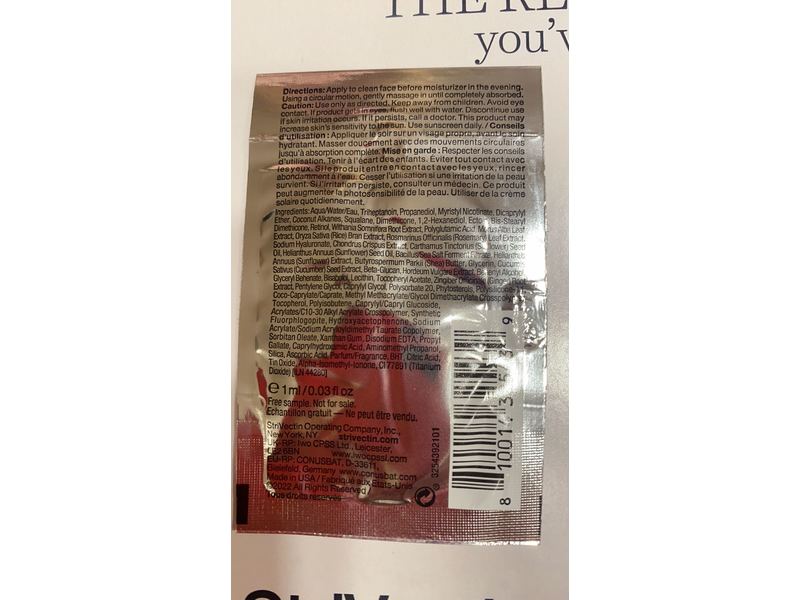 THE RE
you'v
Directions: Apply to clean face before moisturizer in the evening.
Using a circular motion, gently massage in until completely absorbed.
Caution: Use only as directed. Keep away from children. Avoid eye
contact. If product gets in eyes, flush well with water. Discontinue use
if skin irritation occurs. If it persists, call a doctor. This product may
increase skin's sensitivity to the sun. Use sunscreen daily. / Conseils
d'utilisation : Appliquer le soir sur un visage propre, avant le soin
hydratant. Masser doucement avec des mouvements circulaires
jusqu'à absorption complète. Mise en garde : Respecter les conseils
d'utilisation. Tenir à l'écart des enfants. Éviter tout contact avec
les yeux. Si le produit entre en contact avec les yeux, rincer
abondamment à l'eau. Cesser l'utilisation si une irritation de la peau
survient. Si l'irritation persiste, consulter un médecin. Ce produit
peut augmenter la photosensibilité de la peau. Utiliser de la crème
solaire quotidiennement.
Ingredients: Aqua/Water/Eau, Triheptanoin, Propanediol, Myristyl Nicotinate, Dicaprylyl
Ether, Coconut Alkanes, Squalane, Dimethicone, 1,2-Hexanediol, Ectoin, Bis-Stearyl
Dimethicone, Retinol, Withania Somnifera Root Extract, Polyglutamic Acid, Morus Alba Leaf
Extract, Oryza Sativa (Rice) Bran Extract, Rosmarinus Officinalis (Rosemary) Leaf Extract,
Sodium Hyaluronate, Chondrus Crispus Extract, Carthamus Tinctorius (Safflower) Seed
Oil, Helianthus Annuus (Sunflower) Seed Oil, Bacillus/Sea Salt Ferment Filtrate, Helianthus
Annuus (Sunflower) Extract, Butyrospermum Parkii (Shea) Butter, Glycerin, Cucumis
Sativus (Cucumber) Seed Extract, Beta-Glucan, Hordeum Vulgare Extract, Behenyl Alcohol,
Glyceryl Behenate, Bisabolol, Lecithin, Tocopheryl Acetate, Zingiber Officinale (Ginger) Root
Extract, Pentylene Glycol, Caprylyl Glycol, Polysorbate 20, Phytosterols,
Coco-Caprylate/Caprate, Methyl Methacrylate/Glycol Dimethacrylate Crosspolymer,
Tocopherol, Polyisobutene, Caprylyl/Capryl Glucoside,
Acrylates/C10-30 Alkyl Acrylate Crosspolymer, Synthetic
Fluorphlogopite, Hydroxyacetophenone, Sodium
Acrylate/Sodium Acryloyldimethyl Taurate Copolymer,
Sorbitan Oleate, Xanthan Gum, Disodium EDTA, Propyl
Gallate, Caprylhydroxamic Acid, Aminomethyl Propanol,
Silica, Ascorbic Acid, Parfum/Fragrance, BHT, Citric Acid,
Tin Oxide, Alpha-Isomethyl-Ionone, CI 77891 (Titanium
Dioxide) [ILN 44280]
℮ 1 ml / 0.03 fl oz
Free sample. Not for sale.
Échantillon gratuit — Ne peut être vendu.
StriVectin Operating Company, Inc.,
New York, NY strivectin.com
UK-RP: Iwo CPSS Ltd., Leicester,
LE2 6BN www.iwocpssl.com
EU-RP: CONUSBAT, D-33611,
Bielefeld, Germany www.conusbat.com
Made in USA / Fabriqué aux États-Unis
©2022 All Rights Reserved /
Tous droits réservés
3254392101